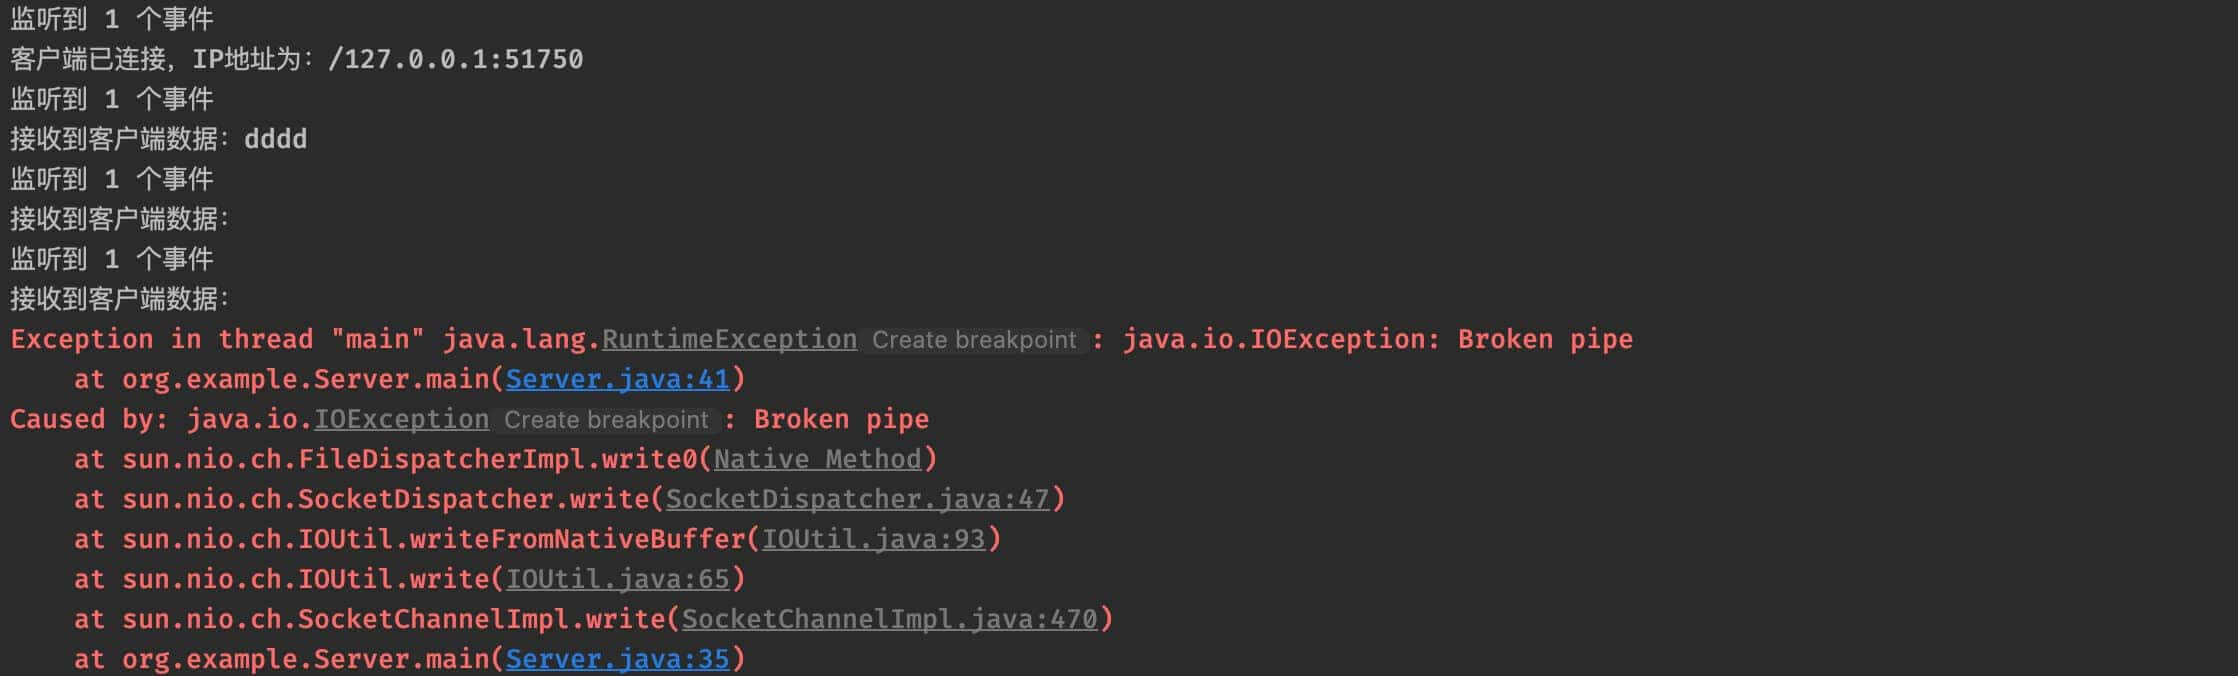 监听到 1 个事件
客户端已连接，IP地址为：/127.0.0.1:51750
监听到 1 个事件
接收到客户端数据：dddd
监听到 1 个事件
接收到客户端数据：
监听到 1 个事件
接收到客户端数据：
Exception in thread "main" java.lang.RuntimeException Create breakpoint : java.io.IOException: Broken pipe
    at org.example.Server.main(Server.java:41)
Caused by: java.io.IOException Create breakpoint : Broken pipe
    at sun.nio.ch.FileDispatcherImpl.write0(Native Method)
    at sun.nio.ch.SocketDispatcher.write(SocketDispatcher.java:47)
    at sun.nio.ch.IOUtil.writeFromNativeBuffer(IOUtil.java:93)
    at sun.nio.ch.IOUtil.write(IOUtil.java:65)
    at sun.nio.ch.SocketChannelImpl.write(SocketChannelImpl.java:470)
    at org.example.Server.main(Server.java:35)